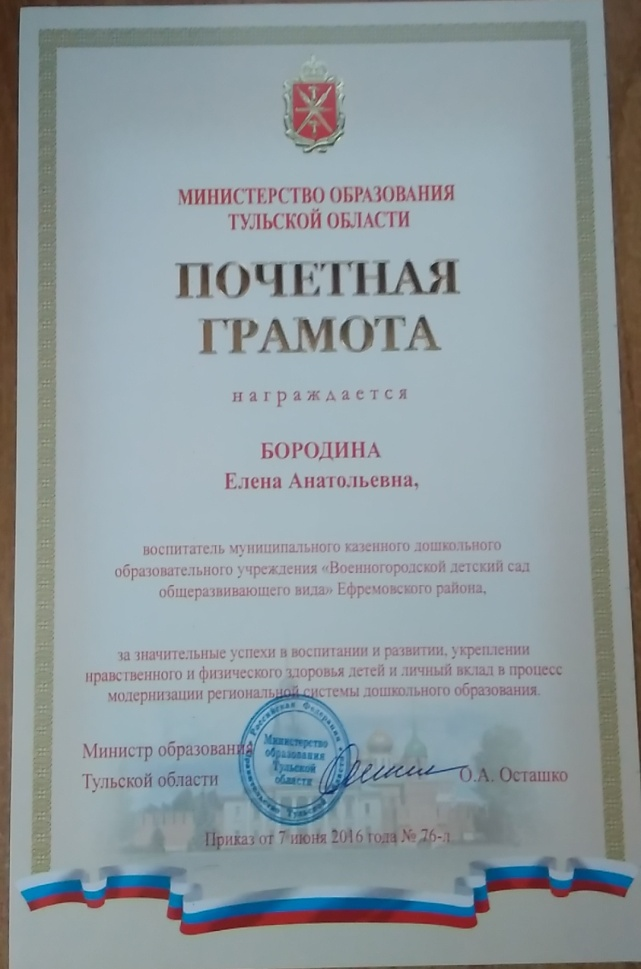 МИНИСТЕРСТВО ОБРАЗОВАНИЯ
ТУЛЬСКОЙ ОБЛАСТИ
ПОЧЕТНАЯ
ГРАМОТА
награждается
БОРОДИНА
Елена Анатольевна,
воспитатель муниципального казенного дошкольного
образовательного учреждения «Военногородской детский сад
общеразвивающего вида» Ефремовского района,
за значительные успехи в воспитании и развитии, укреплении
нравственного и физического здоровья детей и личный вклад в процесс
модернизации региональной системы дошкольного образования.
Министр образования
Тульской области
Российская Федерация
Министерство
образования
Тульской
области
О.А. Осташко
Приказ от 7 июня 2016 года № 76-л